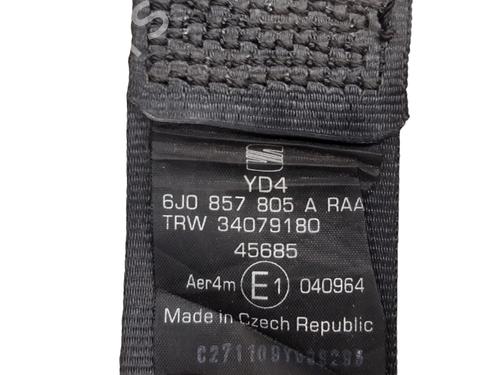 YD4
6J0 857 805 A RAA
TRW 34079180
45685
Aer4m E1 040964
Made in Czech Republic